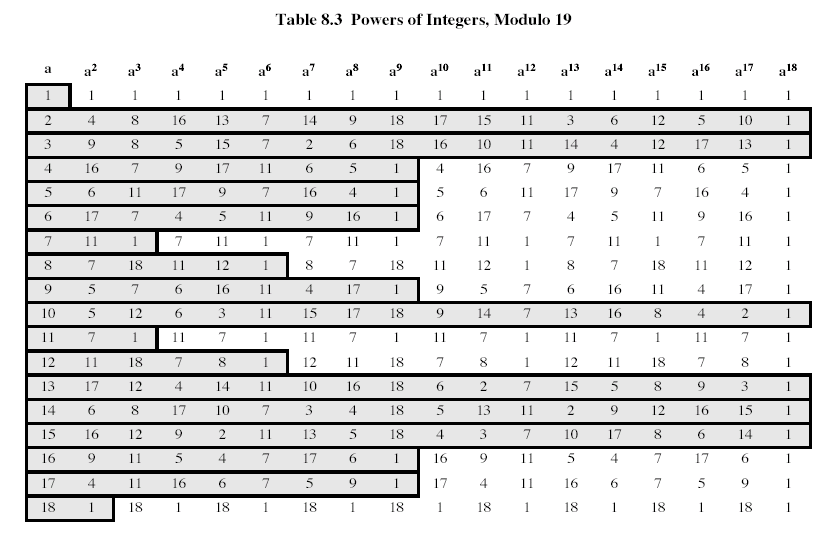 Table 8.3 Powers of Integers, Modulo 19
a a² a³ a⁴ a⁵ a⁶ a⁷ a⁸ a⁹ a¹⁰ a¹¹ a¹² a¹³ a¹⁴ a¹⁵ a¹⁶ a¹⁷ a¹⁸
1 1 1 1 1 1 1 1 1 1 1 1 1 1 1 1 1 1
2 4 8 16 13 7 14 9 18 17 15 11 3 6 12 5 10 1
3 9 8 5 15 7 2 6 18 16 10 11 14 4 12 17 13 1
4 16 7 9 17 11 6 5 1 4 16 7 9 17 11 6 5 1
5 6 11 17 9 7 16 4 1 5 6 11 17 9 7 16 4 1
6 17 7 4 5 11 9 16 1 6 17 7 4 5 11 9 16 1
7 11 1 7 11 1 7 11 1 7 11 1 7 11 1 7 11 1
8 7 18 11 12 1 8 7 18 11 12 1 8 7 18 11 12 1
9 5 7 6 16 11 4 17 1 9 5 7 6 16 11 4 17 1
10 5 12 6 3 11 15 17 18 9 14 7 13 16 8 4 2 1
11 7 1 11 7 1 11 7 1 11 7 1 11 7 1 11 7 1
12 11 18 7 8 1 12 11 18 7 8 1 12 11 18 7 8 1
13 17 12 4 14 11 10 16 18 6 2 7 15 5 8 9 3 1
14 6 8 17 10 7 3 4 18 5 13 11 2 9 12 16 15 1
15 16 12 9 2 11 13 5 18 4 3 7 10 17 8 6 14 1
16 9 11 5 4 7 17 6 1 16 9 11 5 4 7 17 6 1
17 4 11 16 6 7 5 9 1 17 4 11 16 6 7 5 9 1
18 1 18 1 18 1 18 1 18 1 18 1 18 1 18 1 18 1